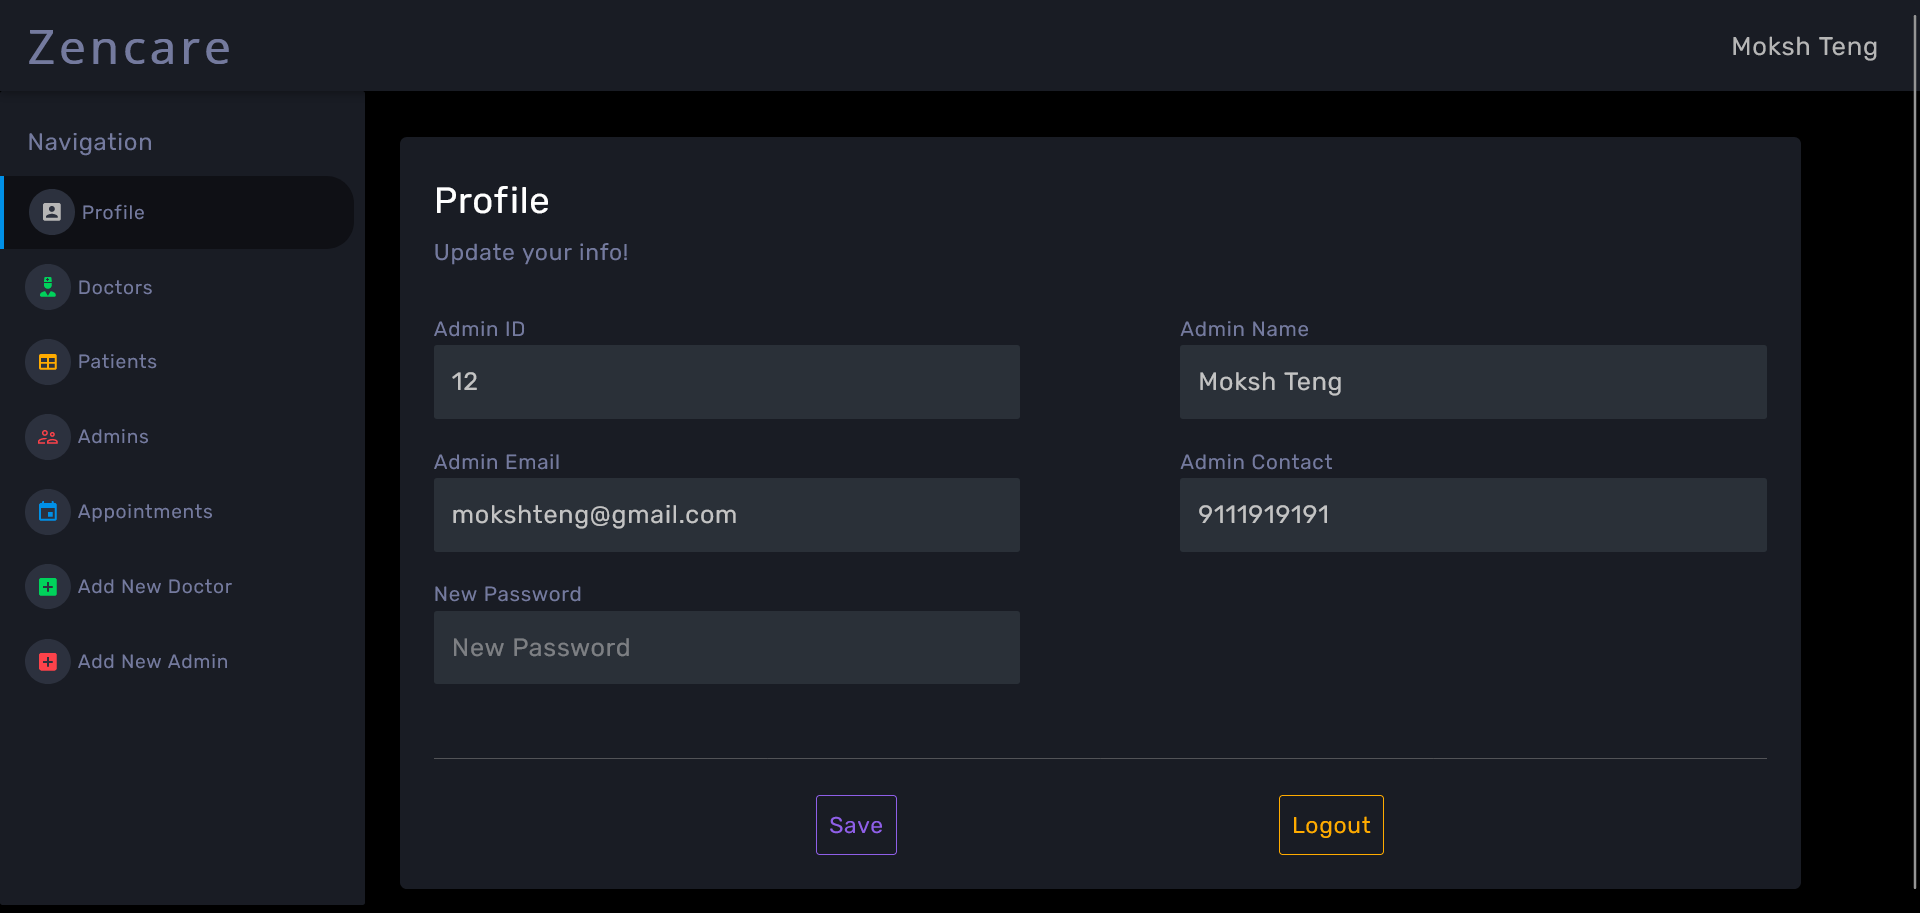 Zencare
Moksh Teng
Navigation
Profile
Doctors
Patients
Admins
Appointments
Add New Doctor
Add New Admin
Profile
Update your info!
Admin ID
12
Admin Name
Moksh Teng
Admin Email
mokshteng@gmail.com
Admin Contact
9111919191
New Password
New Password
Save
Logout